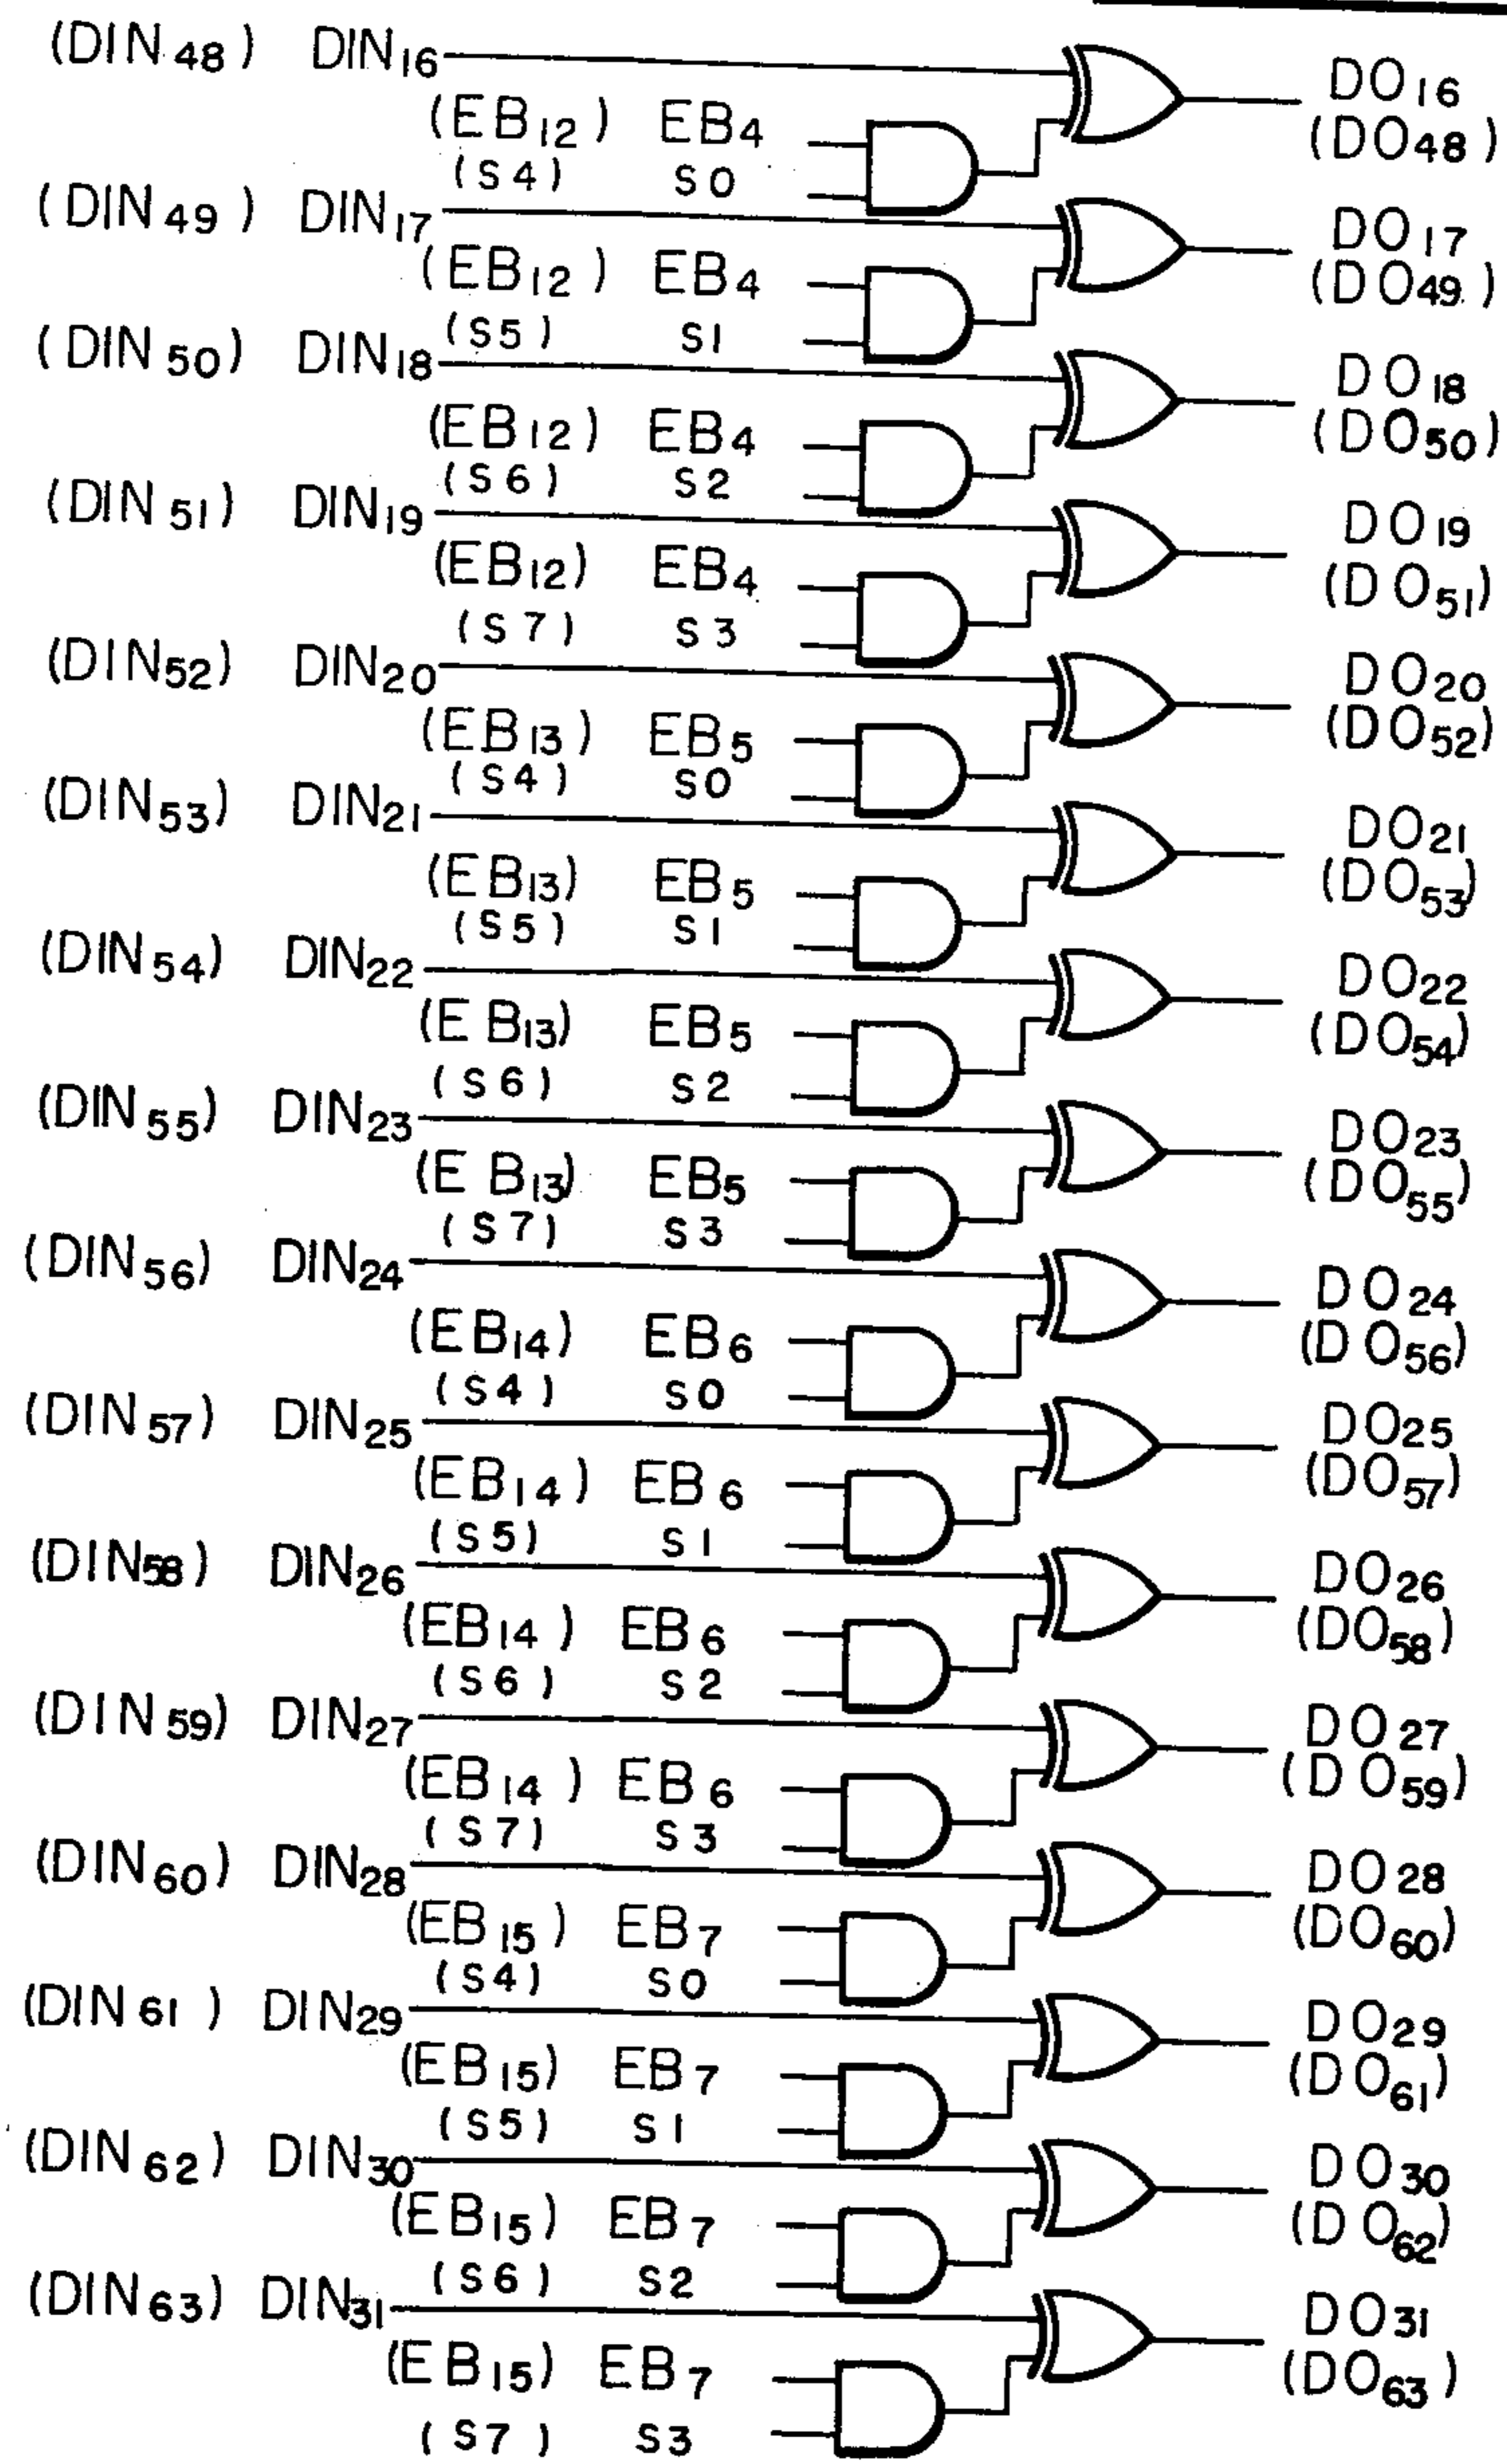 (DIN48) DIN16 DO16
(EB12) EB4 (DO48)
(S4) S0
(DIN49) DIN17 DO17
(EB12) EB4 (DO49)
(S5) S1
(DIN50) DIN18 DO18
(EB12) EB4 (DO50)
(S6) S2
(DIN51) DIN19 DO19
(EB12) EB4 (DO51)
(S7) S3
(DIN52) DIN20 DO20
(EB13) EB5 (DO52)
(S4) S0
(DIN53) DIN21 DO21
(EB13) EB5 (DO53)
(S5) S1
(DIN54) DIN22 DO22
(EB13) EB5 (DO54)
(S6) S2
(DIN55) DIN23 DO23
(EB13) EB5 (DO55)
(S7) S3
(DIN56) DIN24 DO24
(EB14) EB6 (DO56)
(S4) S0
(DIN57) DIN25 DO25
(EB14) EB6 (DO57)
(S5) S1
(DIN58) DIN26 DO26
(EB14) EB6 (DO58)
(S6) S2
(DIN59) DIN27 DO27
(EB14) EB6 (DO59)
(S7) S3
(DIN60) DIN28 DO28
(EB15) EB7 (DO60)
(S4) S0
(DIN61) DIN29 DO29
(EB15) EB7 (DO61)
(S5) S1
(DIN62) DIN30 DO30
(EB15) EB7 (DO62)
(S6) S2
(DIN63) DIN31 DO31
(EB15) EB7 (DO63)
(S7) S3